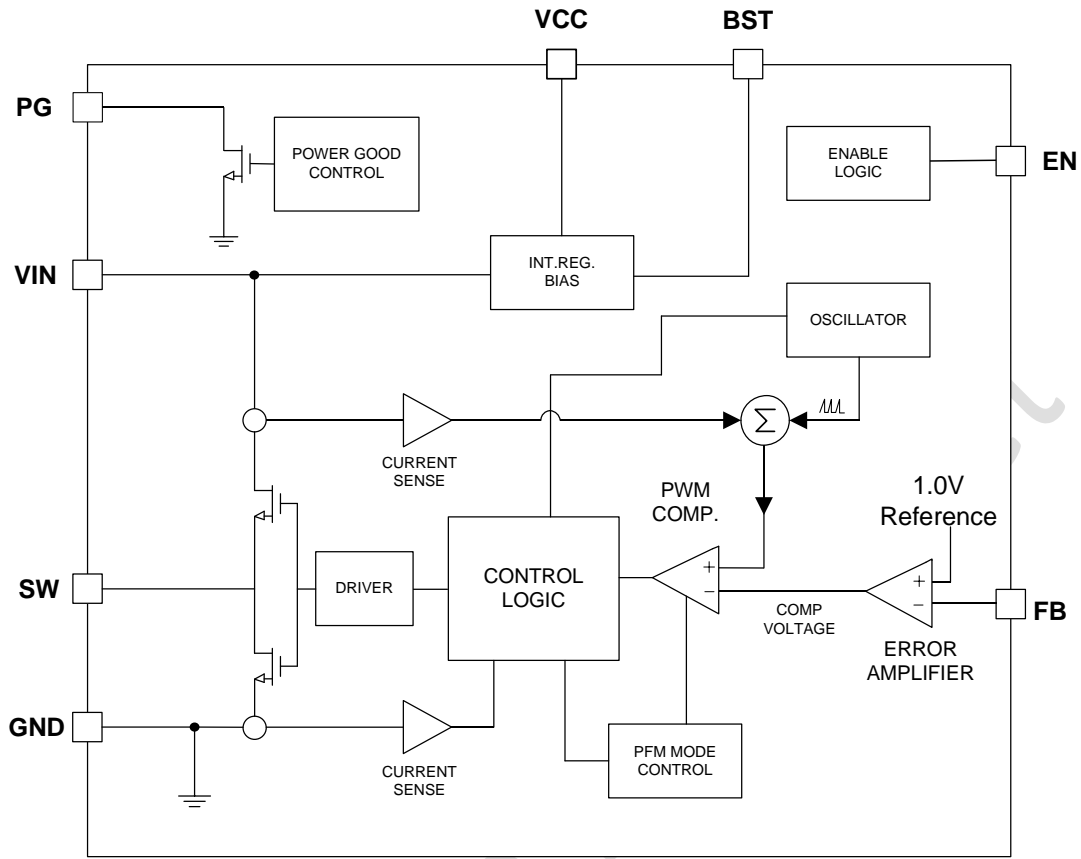 VCC
BST
PG
POWER GOOD
CONTROL
ENABLE
LOGIC
EN
VIN
INT.REG.
BIAS
OSCILLATOR
Σ
CURRENT
SENSE
PWM
COMP.
1.0V
Reference
SW
DRIVER
CONTROL
LOGIC
+
−
COMP
VOLTAGE
+
−
FB
ERROR
AMPLIFIER
GND
CURRENT
SENSE
PFM MODE
CONTROL